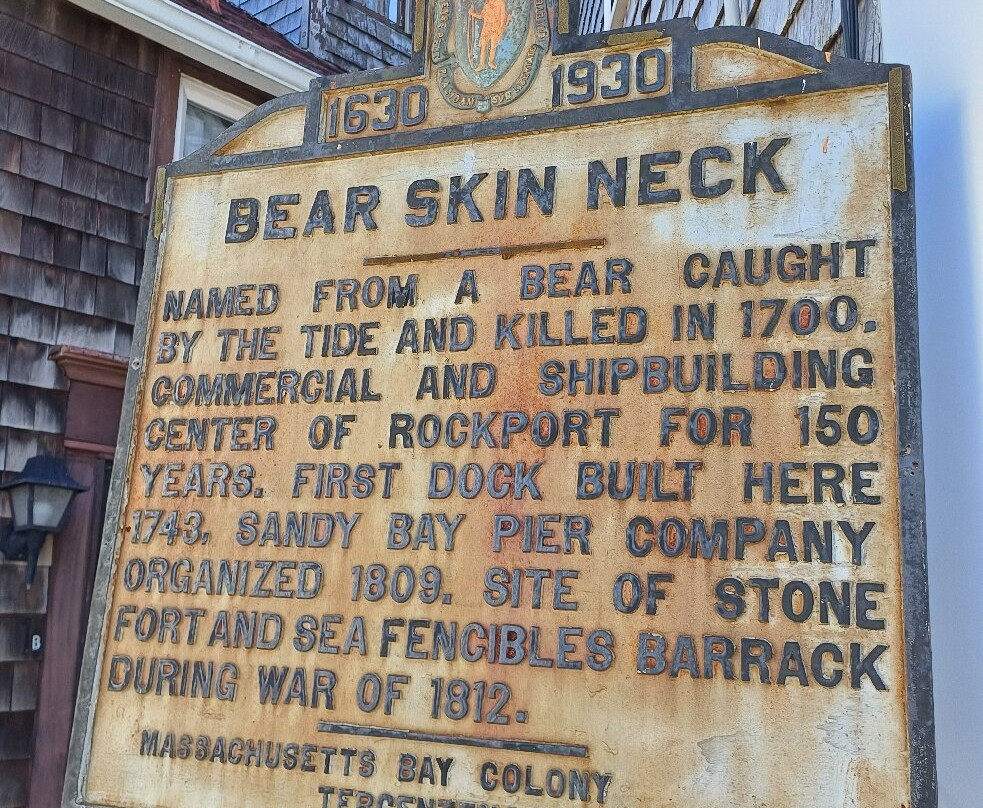 1630 1930
BEAR SKIN NECK
NAMED FROM A BEAR CAUGHT
BY THE TIDE AND KILLED IN 1700.
COMMERCIAL AND SHIPBUILDING
CENTER OF ROCKPORT FOR 150
YEARS. FIRST DOCK BUILT HERE
1743. SANDY BAY PIER COMPANY
ORGANIZED 1809. SITE OF STONE
FORT AND SEA FENCIBLES BARRACK
DURING WAR OF 1812.
MASSACHUSETTS BAY COLONY